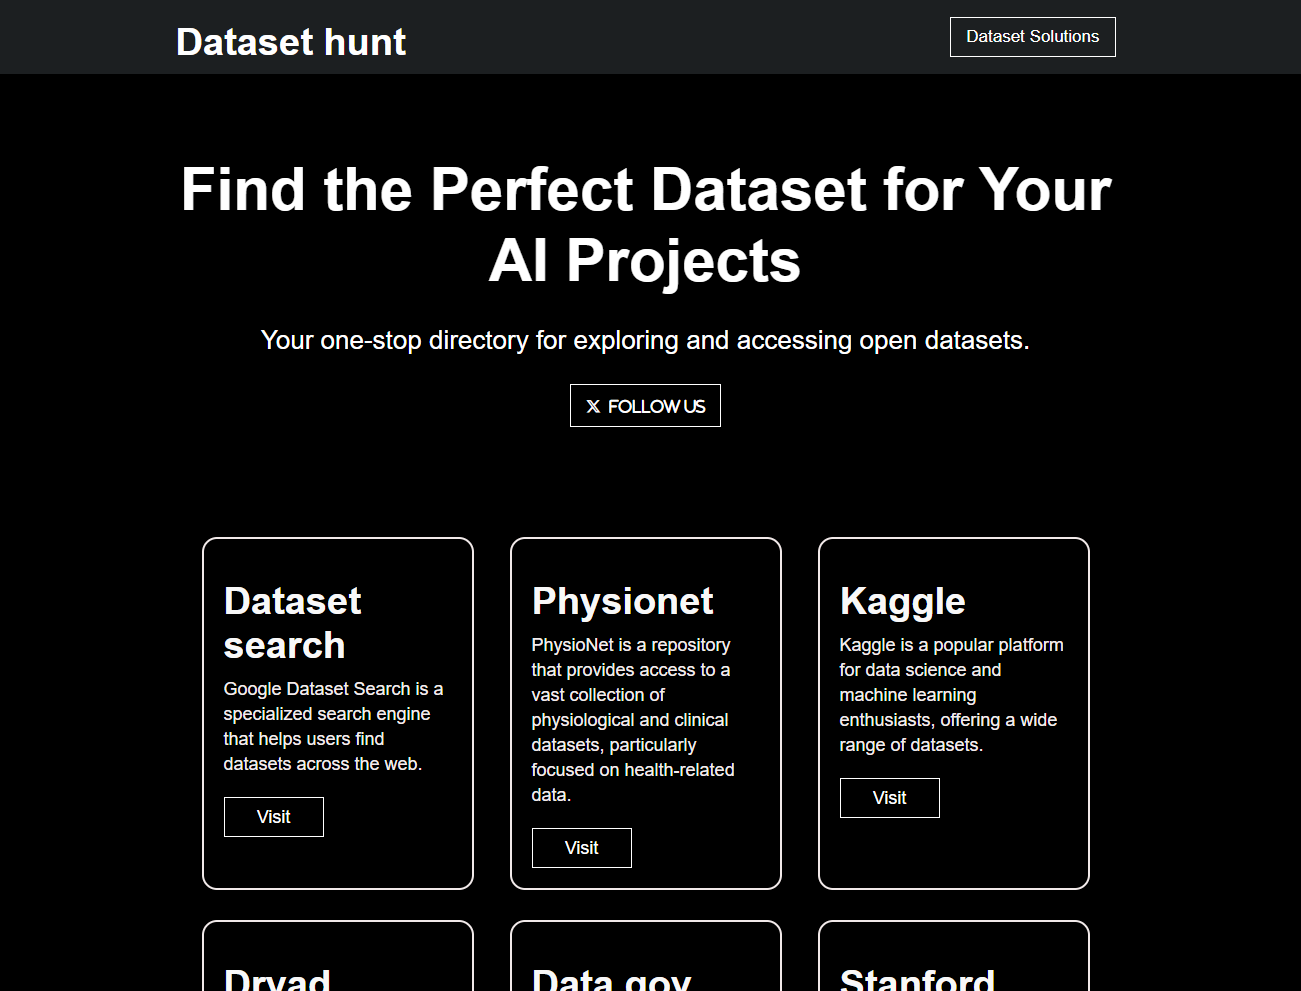 Dataset hunt
Dataset Solutions
Find the Perfect Dataset for Your
AI Projects
Your one-stop directory for exploring and accessing open datasets.
X FOLLOW US
Dataset
search
Google Dataset Search is a
specialized search engine
that helps users find
datasets across the web.
Visit
Physionet
PhysioNet is a repository
that provides access to a
vast collection of
physiological and clinical
datasets, particularly
focused on health-related
data.
Visit
Kaggle
Kaggle is a popular platform
for data science and
machine learning
enthusiasts, offering a wide
range of datasets.
Visit
Dryad
Data.gov
Stanford